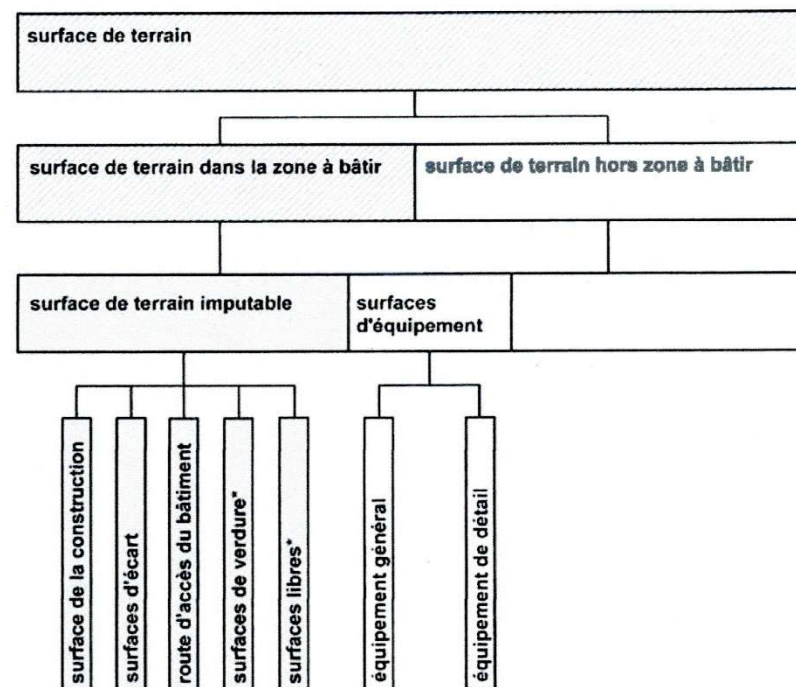 surface de terrain
surface de terrain dans la zone à bâtir
surface de terrain hors zone à bâtir
surface de terrain imputable
surfaces
d'équipement
surface de la construction
surfaces d'écart
route d'accès du bâtiment
surfaces de verdure*
surfaces libres*
équipement général
équipement de détail